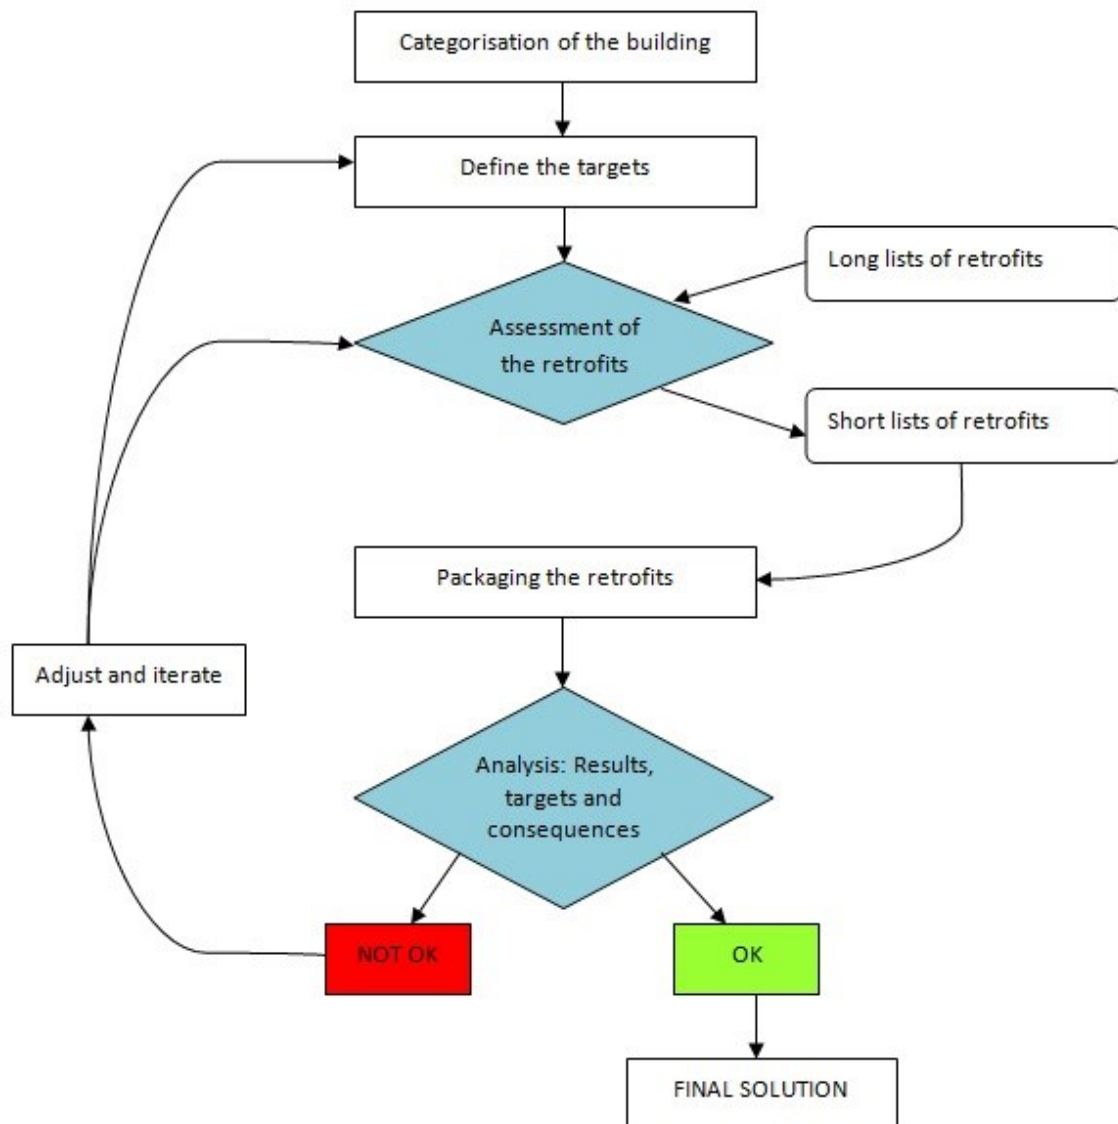 Categorisation of the building
Define the targets
Long lists of retrofits
Assessment of
the retrofits
Short lists of retrofits
Packaging the retrofits
Adjust and iterate
Analysis: Results,
targets and
consequences
NOT OK
OK
FINAL SOLUTION